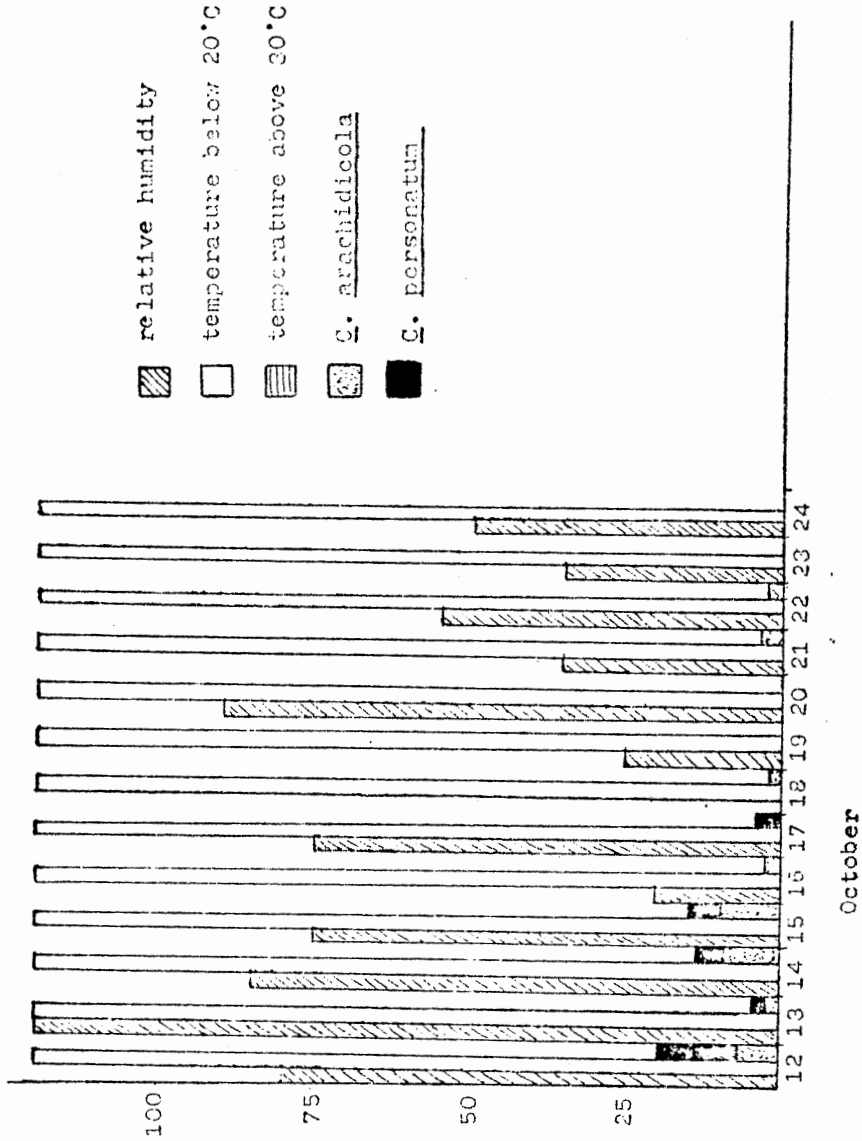 relative humidity
temperature below 20°C
temperature above 30°C
C. arachidicola
C. personatum
100
75
50
25
12 13 14 15 16 17 18 19 20 21 22 23 24
October